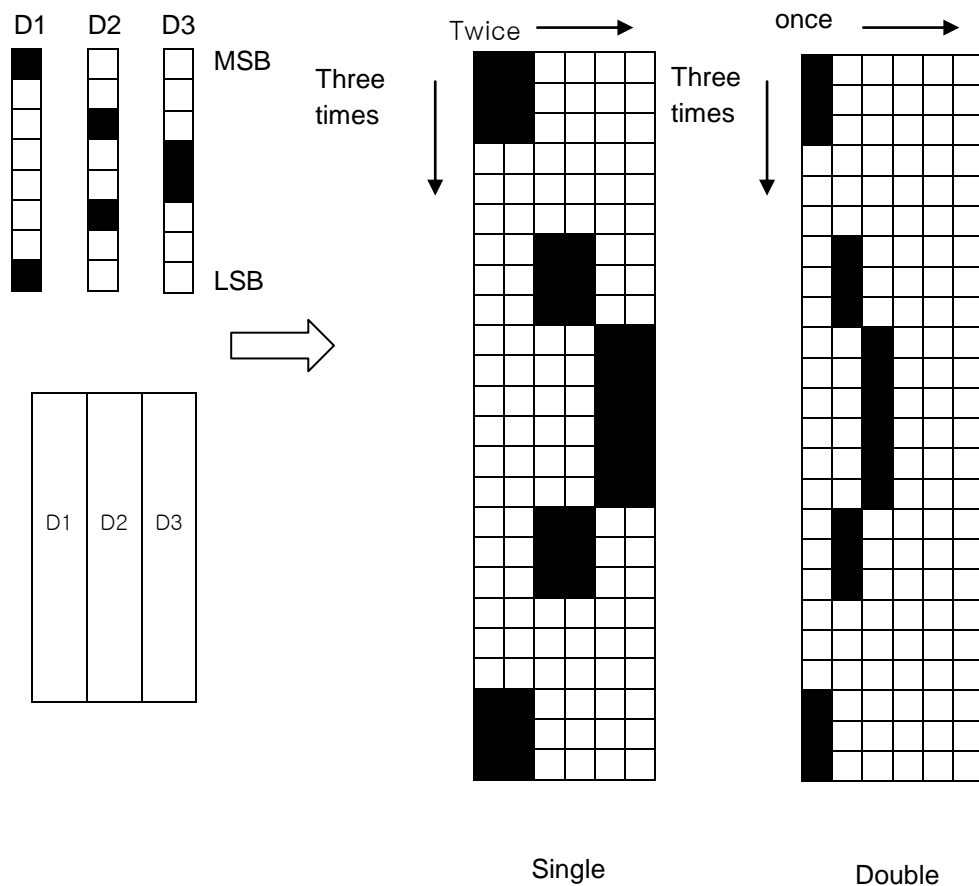 D1 D2 D3
MSB
LSB
D1 D2 D3
Twice
Three
times
once
Three
times
Single
Double